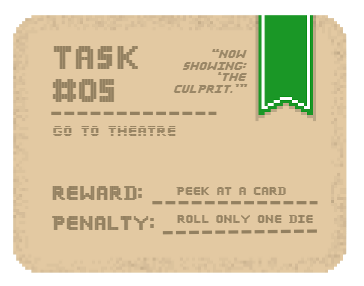 TASK
#05
"NOW
SHOWING:
'THE
CULPRIT.'"
GO TO THEATRE
REWARD: PEEK AT A CARD
PENALTY: ROLL ONLY ONE DIE